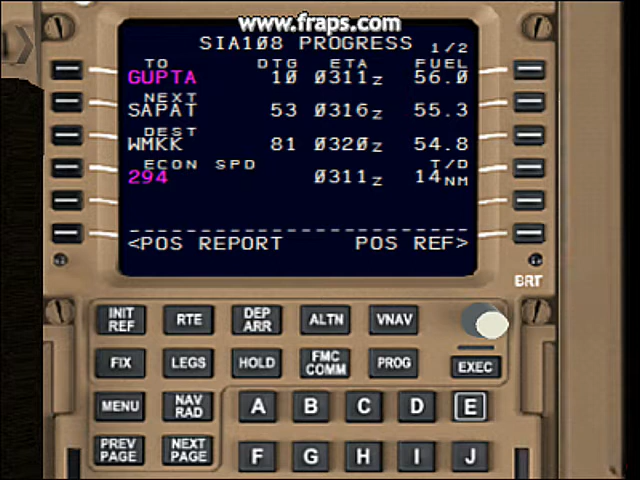 www.fraps.com
SIA108 PROGRESS 1/2
TO DTG ETA FUEL
GUPTA 10 0311z 56.0
NEXT
SAPAT 53 0316z 55.3
DEST
WMKK 81 0320z 54.8
ECON SPD T/D
294 0311z 14NM
<POS REPORT POS REF>
BRT
INIT REF RTE DEP ARR ALTN VNAV
FIX LEGS HOLD FMC COMM PROG EXEC
MENU NAV RAD A B C D E
PREV PAGE NEXT PAGE F G H I J